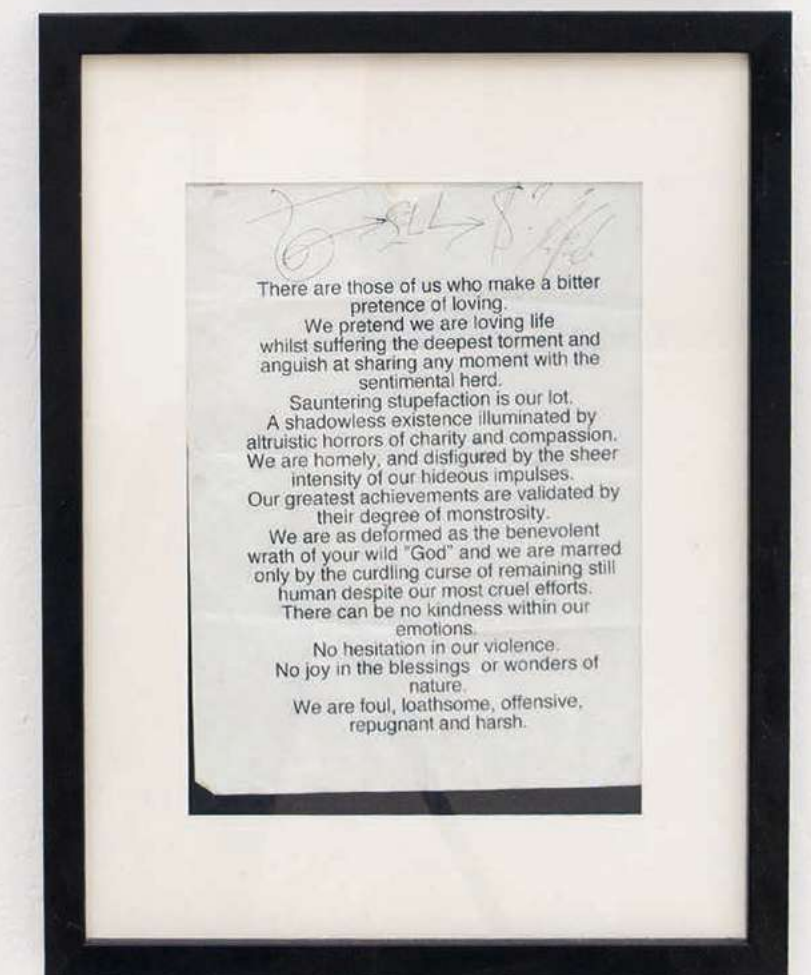 There are those of us who make a bitter
pretence of loving.
We pretend we are loving life
whilst suffering the deepest torment and
anguish at sharing any moment with the
sentimental herd.
Sauntering stupefaction is our lot.
A shadowless existence illuminated by
altruistic horrors of charity and compassion.
We are homely, and disfigured by the sheer
intensity of our hideous impulses.
Our greatest achievements are validated by
their degree of monstrosity.
We are as deformed as the benevolent
wrath of your wild "God" and we are marred
only by the curdling curse of remaining still
human despite our most cruel efforts.
There can be no kindness within our
emotions.
No hesitation in our violence.
No joy in the blessings or wonders of
nature.
We are foul, loathsome, offensive,
repugnant and harsh.